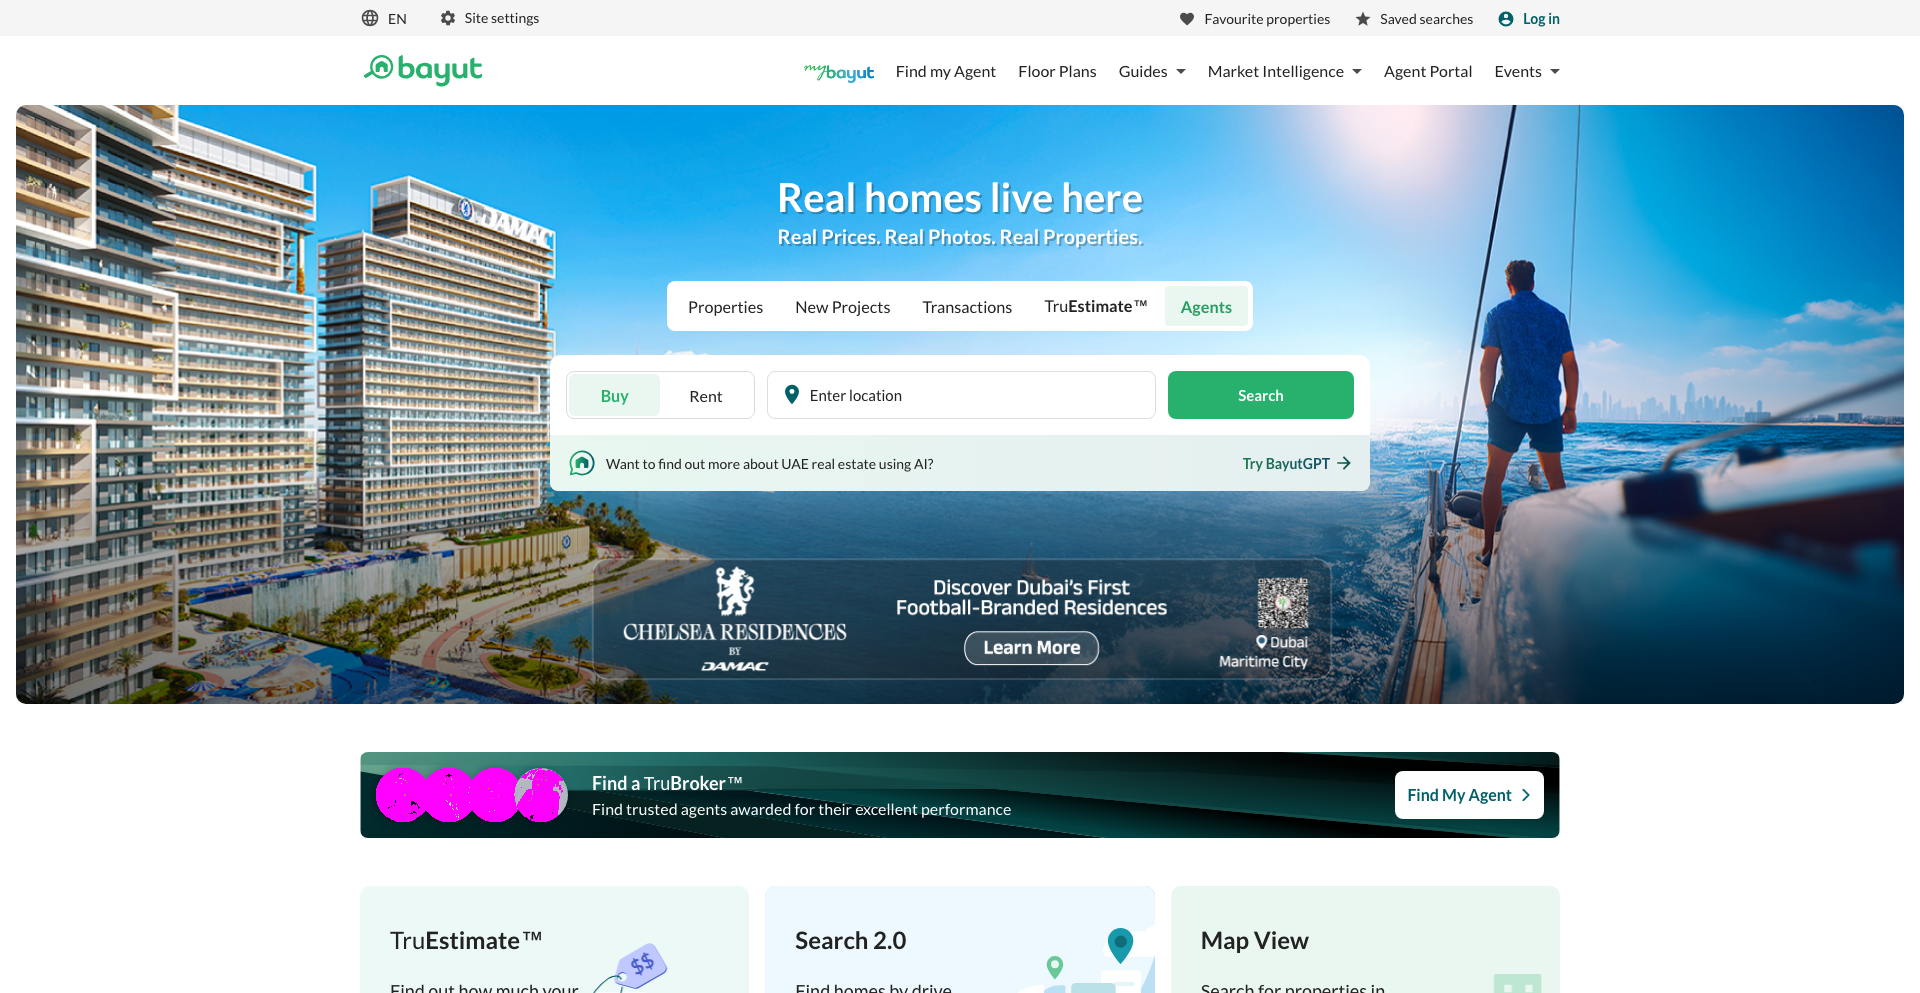 EN
Site settings
Favourite properties
Saved searches
Log in
bayut
mybayut
Find my Agent
Floor Plans
Guides
Market Intelligence
Agent Portal
Events
DAMAC
Real homes live here
Real Prices. Real Photos. Real Properties.
Properties
New Projects
Transactions
TruEstimate™
Agents
Buy
Rent
Enter location
Search
Want to find out more about UAE real estate using AI?
Try BayutGPT
CHELSEA RESIDENCES
BY
DAMAC
Discover Dubai's First
Football-Branded Residences
Learn More
Dubai
Maritime City
Find a TruBroker™
Find trusted agents awarded for their excellent performance
Find My Agent
TruEstimate™
$$
Find out how much your
Search 2.0
Find homes by drive
Map View
Search for properties in